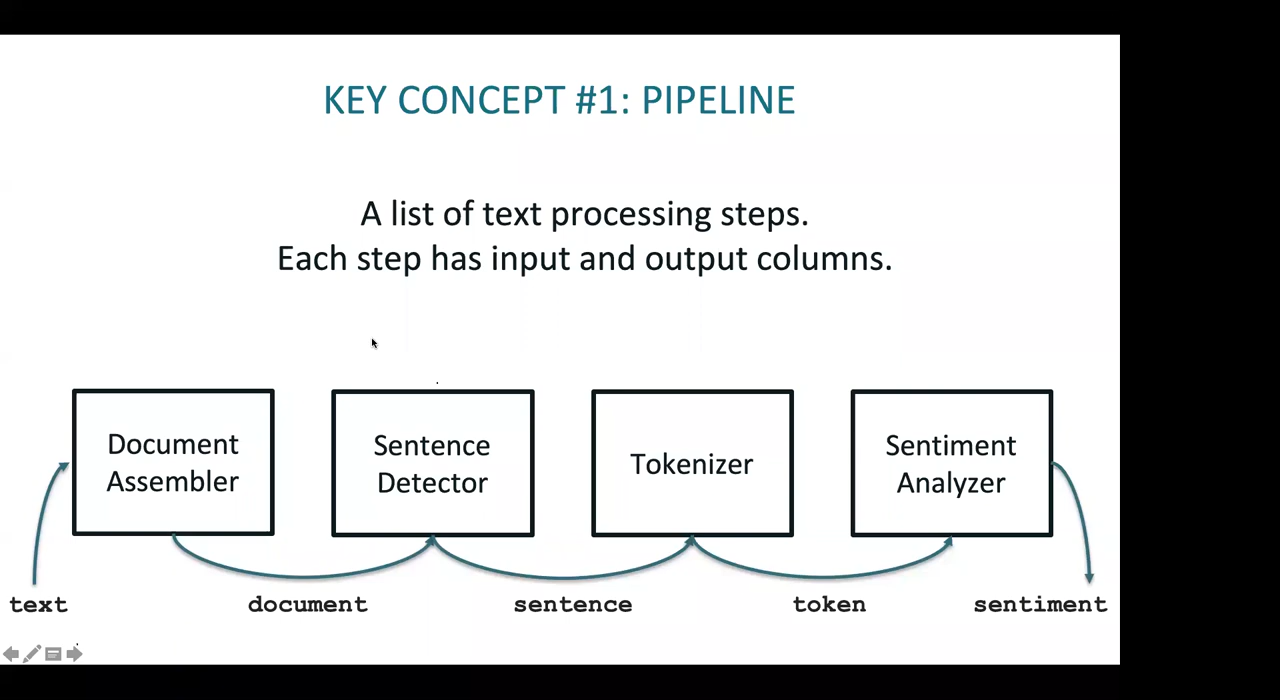 KEY CONCEPT #1: PIPELINE
A list of text processing steps.
Each step has input and output columns.
Document
Assembler
Sentence
Detector
Tokenizer
Sentiment
Analyzer
text
document
sentence
token
sentiment